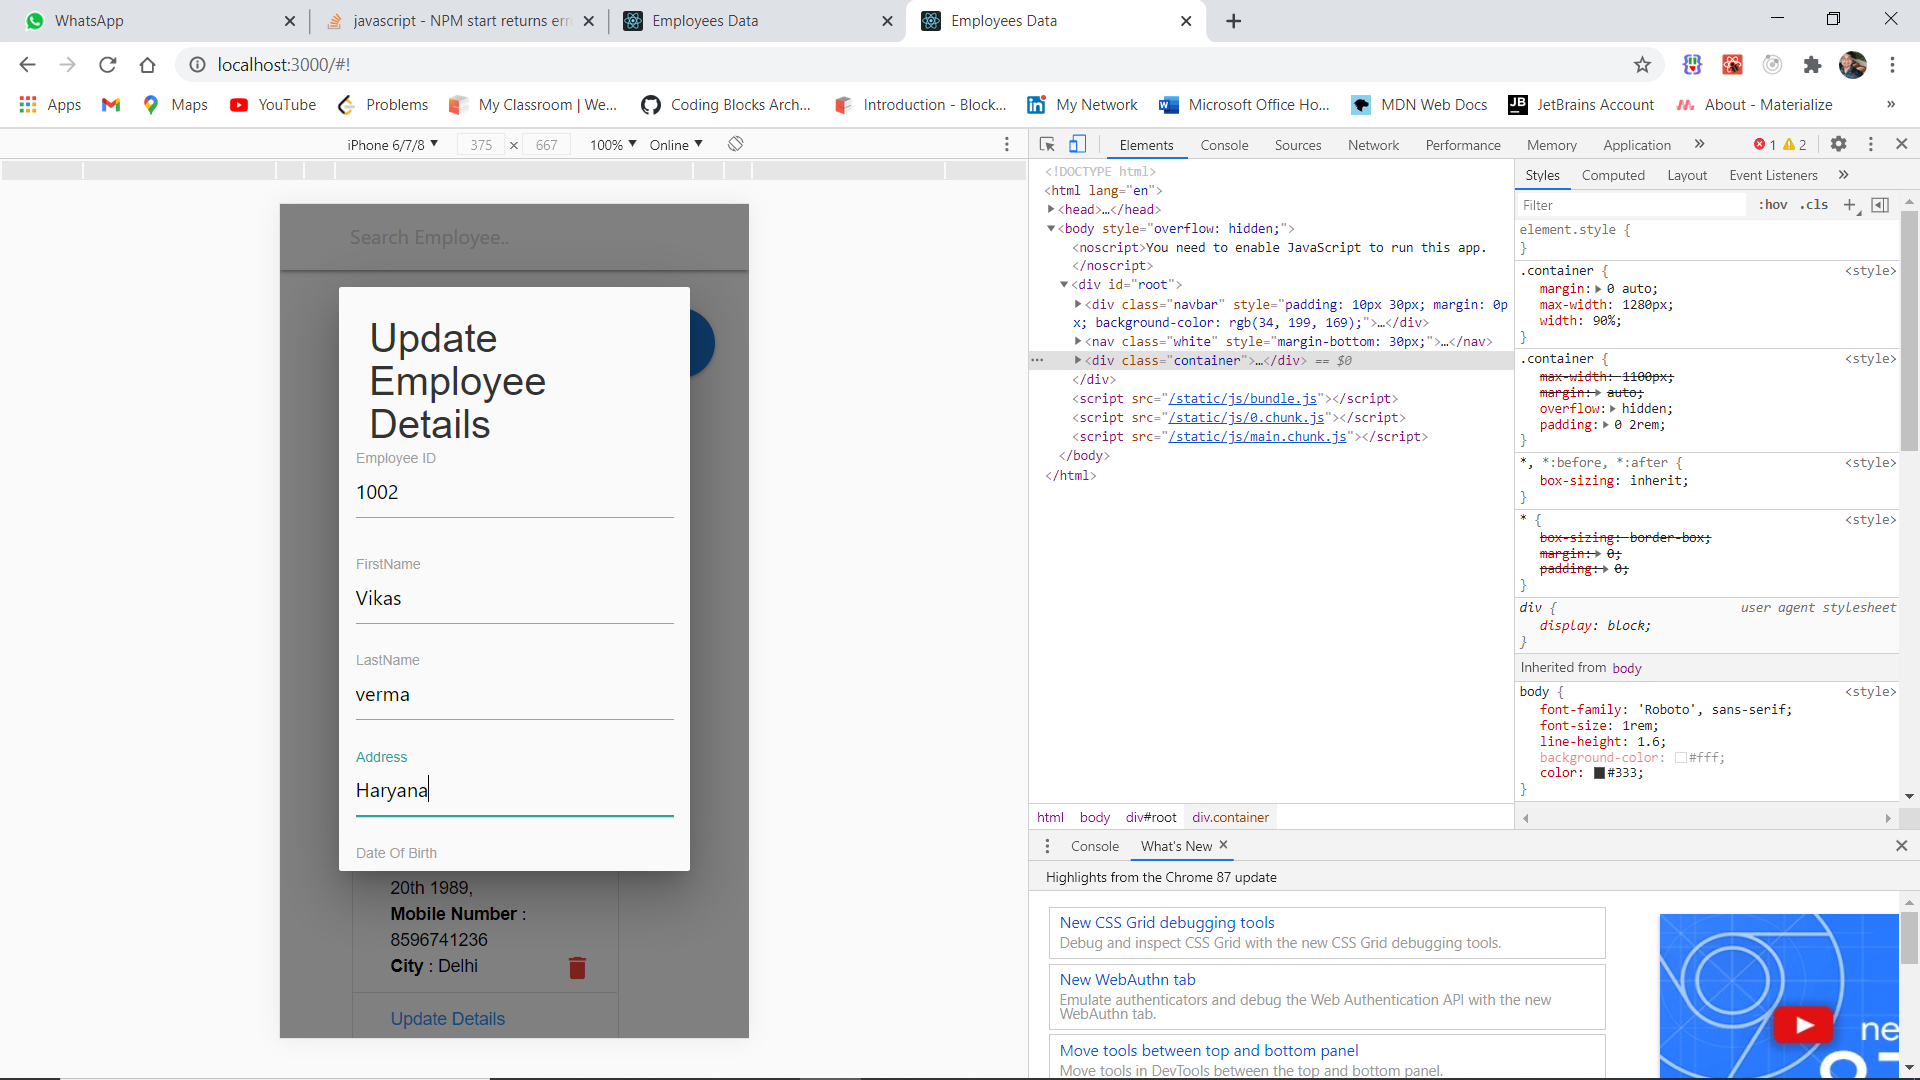 WhatsApp
javascript - NPM start returns err
Employees Data
Employees Data
localhost:3000/#!
Apps
Maps
YouTube
Problems
My Classroom | We...
Coding Blocks Arch...
Introduction - Block...
My Network
Microsoft Office Ho...
MDN Web Docs
JetBrains Account
About - Materialize
»
iPhone 6/7/8
375 × 667
100%
Online
Elements
Console
Sources
Network
Performance
Memory
Application
»
1
2
Search Employee..
Update
Employee
Details
Employee ID
1002
FirstName
Vikas
LastName
verma
Address
Haryana
Date Of Birth
20th 1989,
Mobile Number :
8596741236
City : Delhi
Update Details
<!DOCTYPE html>
<html lang="en">
<head>…</head>
<body style="overflow: hidden;">
<noscript>You need to enable JavaScript to run this app.
</noscript>
<div id="root">
<div class="navbar" style="padding: 10px 30px; margin: 0p
x; background-color: rgb(34, 199, 169);">…</div>
<nav class="white" style="margin-bottom: 30px;">…</nav>
<div class="container">…</div> == $0
</div>
<script src="/static/js/bundle.js"></script>
<script src="/static/js/0.chunk.js"></script>
<script src="/static/js/main.chunk.js"></script>
</body>
</html>
html body div#root div.container
Styles
Computed
Layout
Event Listeners
»
Filter
:hov .cls +
element.style {
}
.container { <style>
margin: 0 auto;
max-width: 1280px;
width: 90%;
}
.container { <style>
max-width: 1100px;
margin: auto;
overflow: hidden;
padding: 0 2rem;
}
*, *:before, *:after { <style>
box-sizing: inherit;
}
* { <style>
box-sizing: border-box;
margin: 0;
padding: 0;
}
div { user agent stylesheet
display: block;
}
Inherited from body
body { <style>
font-family: 'Roboto', sans-serif;
font-size: 1rem;
line-height: 1.6;
background-color: #fff;
color: #333;
}
Console
What's New
Highlights from the Chrome 87 update
New CSS Grid debugging tools
Debug and inspect CSS Grid with the new CSS Grid debugging tools.
New WebAuthn tab
Emulate authenticators and debug the Web Authentication API with the new
WebAuthn tab.
Move tools between top and bottom panel
Move tools in DevTools between the top and bottom panel.
ne